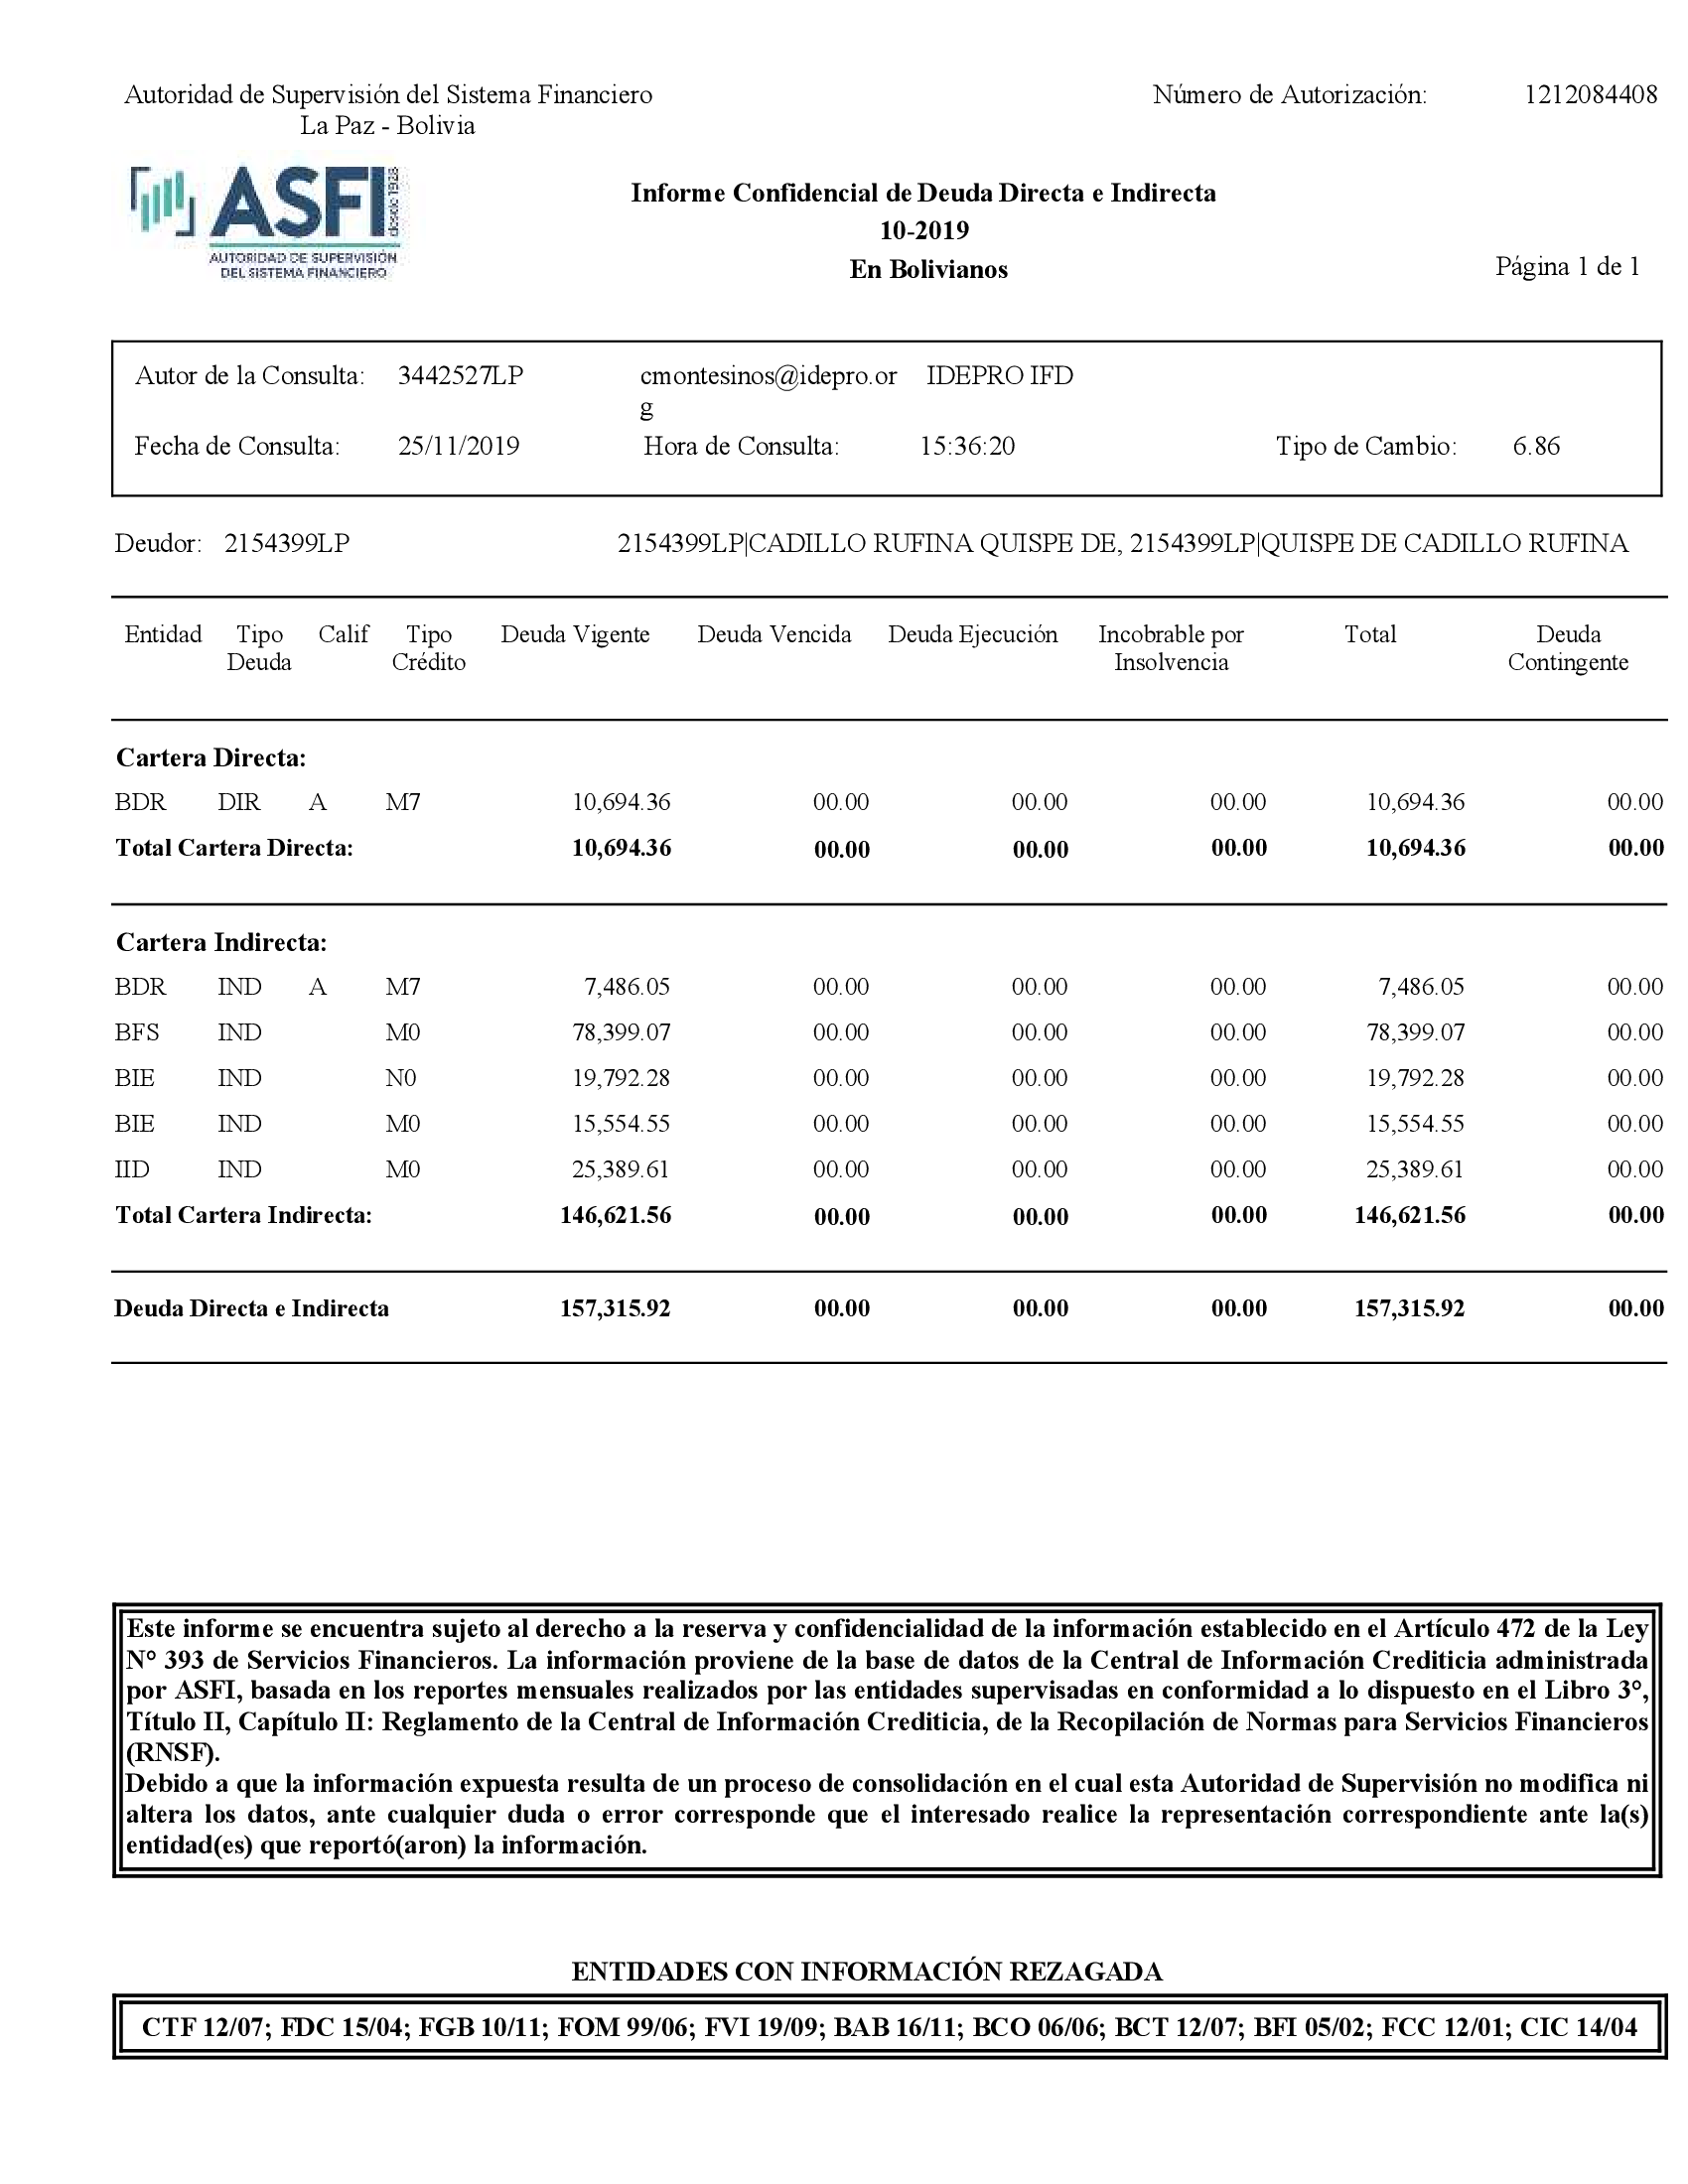 Autoridad de Supervisión del Sistema Financiero
La Paz - Bolivia
Número de Autorización: 1212084408
ASFI desde 1928
AUTORIDAD DE SUPERVISIÓN
DEL SISTEMA FINANCIERO
Informe Confidencial de Deuda Directa e Indirecta
10-2019
En Bolivianos
Página 1 de 1
Autor de la Consulta: 3442527LP cmontesinos@idepro.or IDEPRO IFD
g
Fecha de Consulta: 25/11/2019 Hora de Consulta: 15:36:20 Tipo de Cambio: 6.86
Deudor: 2154399LP 2154399LP|CADILLO RUFINA QUISPE DE, 2154399LP|QUISPE DE CADILLO RUFINA
Entidad Tipo Calif Tipo Deuda Vigente Deuda Vencida Deuda Ejecución Incobrable por Total Deuda
Deuda Crédito Insolvencia Contingente
Cartera Directa:
BDR DIR A M7 10,694.36 00.00 00.00 00.00 10,694.36 00.00
Total Cartera Directa: 10,694.36 00.00 00.00 00.00 10,694.36 00.00
Cartera Indirecta:
BDR IND A M7 7,486.05 00.00 00.00 00.00 7,486.05 00.00
BFS IND M0 78,399.07 00.00 00.00 00.00 78,399.07 00.00
BIE IND N0 19,792.28 00.00 00.00 00.00 19,792.28 00.00
BIE IND M0 15,554.55 00.00 00.00 00.00 15,554.55 00.00
IID IND M0 25,389.61 00.00 00.00 00.00 25,389.61 00.00
Total Cartera Indirecta: 146,621.56 00.00 00.00 00.00 146,621.56 00.00
Deuda Directa e Indirecta 157,315.92 00.00 00.00 00.00 157,315.92 00.00
Este informe se encuentra sujeto al derecho a la reserva y confidencialidad de la información establecido en el Artículo 472 de la Ley
N° 393 de Servicios Financieros. La información proviene de la base de datos de la Central de Información Crediticia administrada
por ASFI, basada en los reportes mensuales realizados por las entidades supervisadas en conformidad a lo dispuesto en el Libro 3°,
Título II, Capítulo II: Reglamento de la Central de Información Crediticia, de la Recopilación de Normas para Servicios Financieros
(RNSF).
Debido a que la información expuesta resulta de un proceso de consolidación en el cual esta Autoridad de Supervisión no modifica ni
altera los datos, ante cualquier duda o error corresponde que el interesado realice la representación correspondiente ante la(s)
entidad(es) que reportó(aron) la información.
ENTIDADES CON INFORMACIÓN REZAGADA
CTF 12/07; FDC 15/04; FGB 10/11; FOM 99/06; FVI 19/09; BAB 16/11; BCO 06/06; BCT 12/07; BFI 05/02; FCC 12/01; CIC 14/04